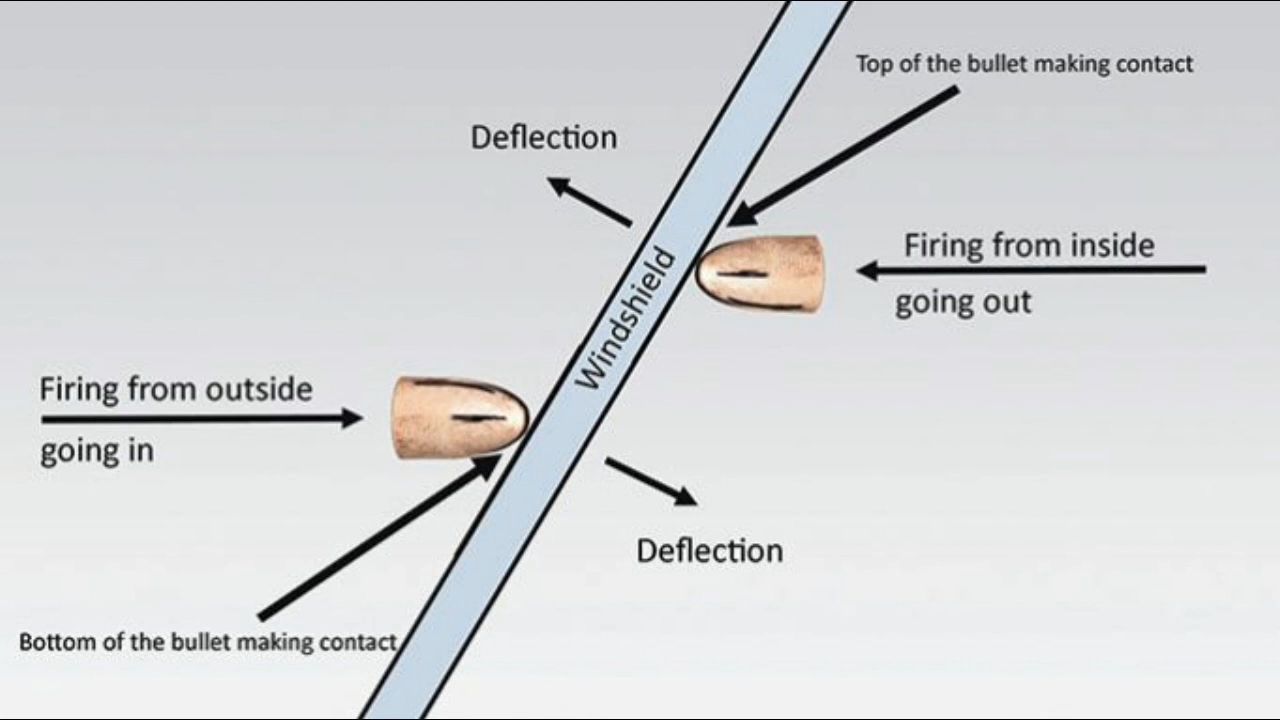 Top of the bullet making contact
Deflection
Firing from inside
going out
Windshield
Firing from outside
going in
Deflection
Bottom of the bullet making contact